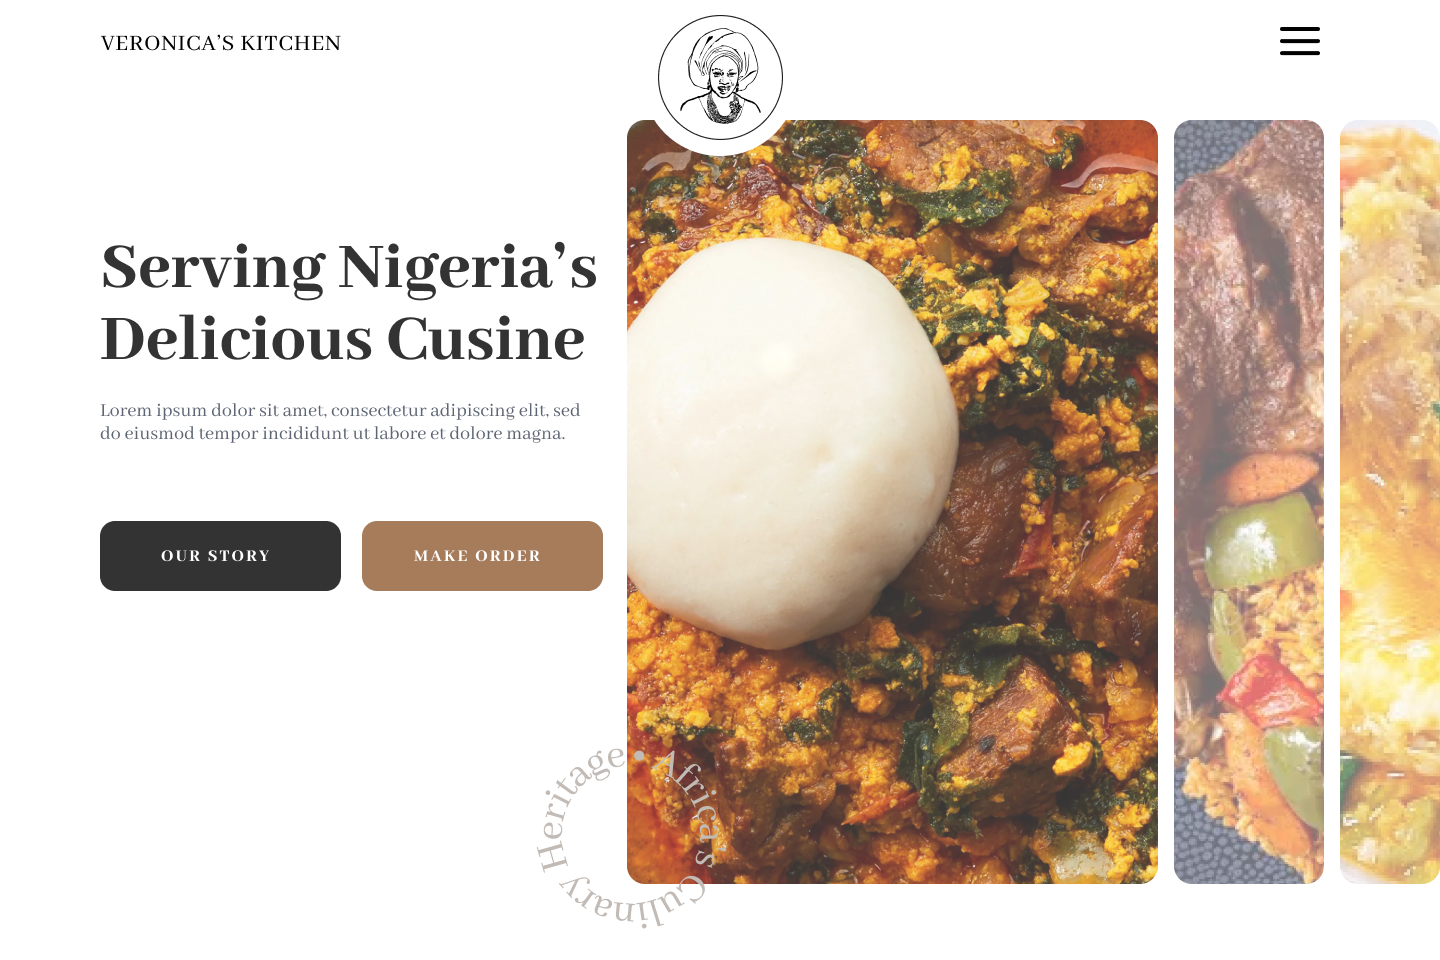 VERONICA’S KITCHEN
Serving Nigeria’s
Delicious Cusine
Lorem ipsum dolor sit amet, consectetur adipiscing elit, sed
do eiusmod tempor incididunt ut labore et dolore magna.
OUR STORY
MAKE ORDER
Africa's Culinary Heritage •